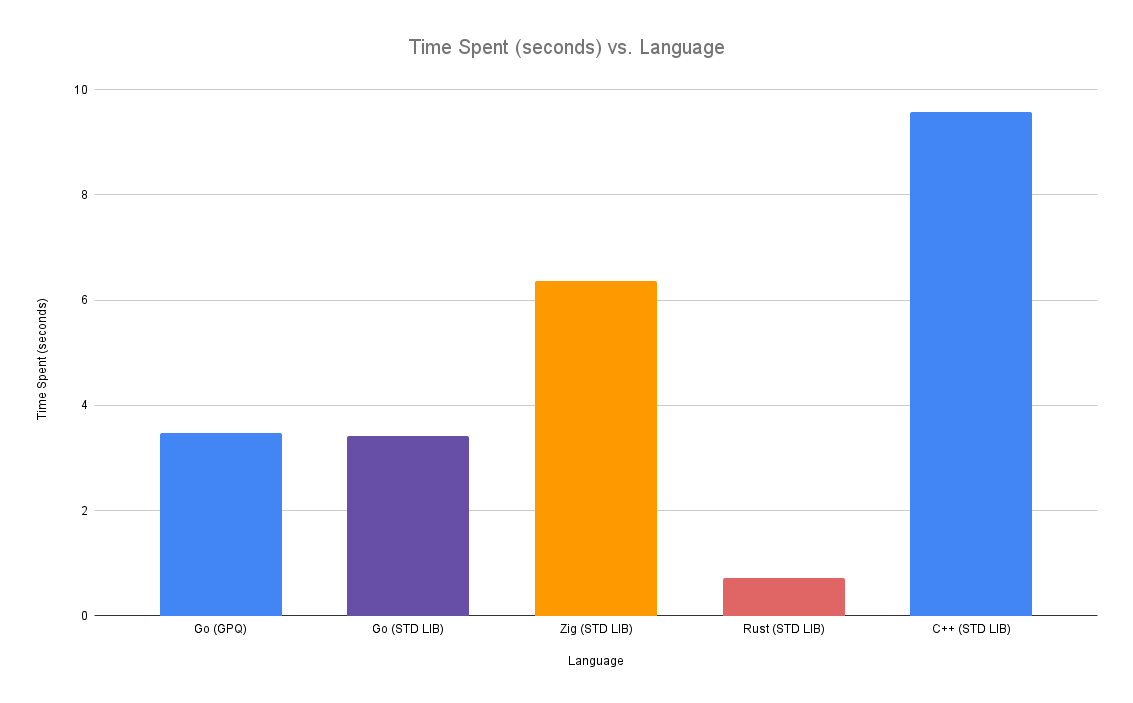 Time Spent (seconds) vs. Language
10
8
6
4
2
0
Time Spent (seconds)
Go (GPQ)
Go (STD LIB)
Zig (STD LIB)
Rust (STD LIB)
C++ (STD LIB)
Language